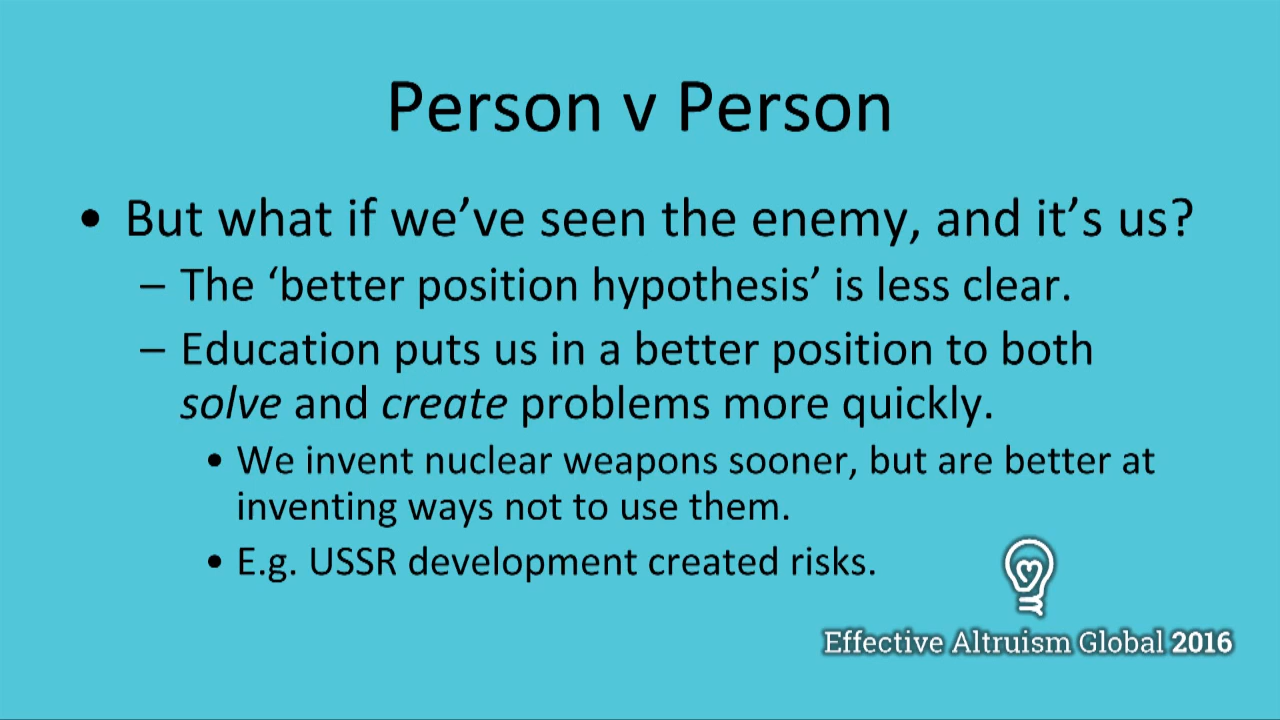 Person v Person
• But what if we’ve seen the enemy, and it’s us?
– The ‘better position hypothesis’ is less clear.
– Education puts us in a better position to both
solve and create problems more quickly.
• We invent nuclear weapons sooner, but are better at
inventing ways not to use them.
• E.g. USSR development created risks.
Effective Altruism Global 2016